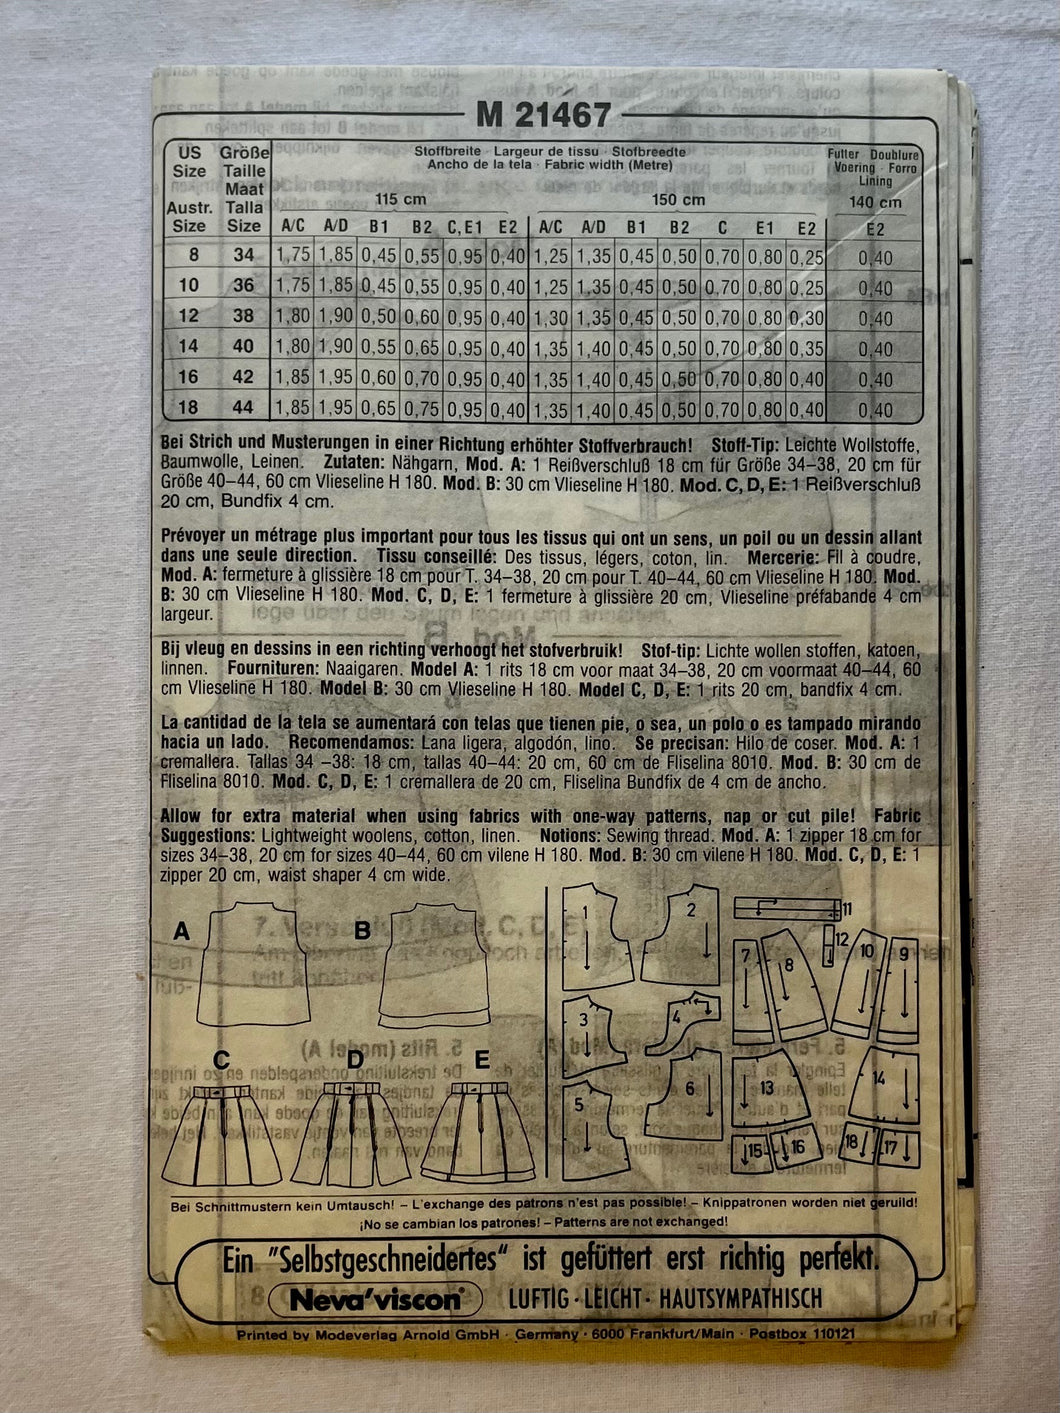 M 21467
US Größe Stoffbreite · Largeur de tissu · Stofbreedte Futter Doublure
Size Taille Ancho de la tela · Fabric width (Metre) Voering · Forro
Maat Lining
Austr. Talla 115 cm 150 cm 140 cm
Size Size A/C A/D B1 B2 C, E1 E2 A/C A/D B1 B2 C E1 E2 E2
8 34 1,75 1,85 0,45 0,55 0,95 0,40 1,25 1,35 0,45 0,50 0,70 0,80 0,25 0,40
10 36 1,75 1,85 0,45 0,55 0,95 0,40 1,25 1,35 0,45 0,50 0,70 0,80 0,25 0,40
12 38 1,80 1,90 0,50 0,60 0,95 0,40 1,30 1,35 0,45 0,50 0,70 0,80 0,30 0,40
14 40 1,80 1,90 0,55 0,65 0,95 0,40 1,35 1,40 0,45 0,50 0,70 0,80 0,35 0,40
16 42 1,85 1,95 0,60 0,70 0,95 0,40 1,35 1,40 0,45 0,50 0,70 0,80 0,40 0,40
18 44 1,85 1,95 0,65 0,75 0,95 0,40 1,35 1,40 0,45 0,50 0,70 0,80 0,40 0,40
Bei Strich und Musterungen in einer Richtung erhöhter Stoffverbrauch! Stoff-Tip: Leichte Wollstoffe,
Baumwolle, Leinen. Zutaten: Nähgarn, Mod. A: 1 Reißverschluß 18 cm für Größe 34–38, 20 cm für
Größe 40–44, 60 cm Vlieseline H 180. Mod. B: 30 cm Vlieseline H 180. Mod. C, D, E: 1 Reißverschluß
20 cm, Bundfix 4 cm.
Prévoyer un métrage plus important pour tous les tissus qui ont un sens, un poil ou un dessin allant
dans une seule direction. Tissu conseillé: Des tissus, légers, coton, lin. Mercerie: Fil à coudre,
Mod. A: fermeture à glissière 18 cm pour T. 34–38, 20 cm pour T. 40–44, 60 cm Vlieseline H 180. Mod.
B: 30 cm Vlieseline H 180. Mod. C, D, E: 1 fermeture à glissière 20 cm, Vlieseline préfabande 4 cm
largeur.
Bij vleug en dessins in een richting verhoogt het stofverbruik! Stof-tip: Lichte wollen stoffen, katoen,
linnen. Fournituren: Naaigaren. Model A: 1 rits 18 cm voor maat 34–38, 20 cm voormaat 40–44, 60
cm Vlieseline H 180. Model B: 30 cm Vlieseline H 180. Model C, D, E: 1 rits 20 cm, bandfix 4 cm.
La cantidad de la tela se aumentará con telas que tienen pie, o sea, un polo o es tampado mirando
hacia un lado. Recomendamos: Lana ligera, algodón, lino. Se precisan: Hilo de coser. Mod. A: 1
cremallera. Tallas 34 –38: 18 cm, tallas 40–44: 20 cm, 60 cm de Fliselina 8010. Mod. B: 30 cm de
Fliselina 8010. Mod. C, D, E: 1 cremallera de 20 cm, Fliselina Bundfix de 4 cm de ancho.
Allow for extra material when using fabrics with one-way patterns, nap or cut pile! Fabric
Suggestions: Lightweight woolens, cotton, linen. Notions: Sewing thread. Mod. A: 1 zipper 18 cm for
sizes 34–38, 20 cm for sizes 40–44, 60 cm vilene H 180. Mod. B: 30 cm vilene H 180. Mod. C, D, E: 1
zipper 20 cm, waist shaper 4 cm wide.
A B 1 2 11
7 8 12 10 9
3 4
C D E
5 6 13 14
15 16 18 17
Bei Schnittmustern kein Umtausch! – L'exchange des patrons n'est pas possible! – Knippatronen worden niet geruild!
¡No se cambian los patrones! – Patterns are not exchanged!
Ein "Selbstgeschneidertes" ist gefüttert erst richtig perfekt.
Neva'viscon® LUFTIG · LEICHT · HAUTSYMPATHISCH
Printed by Modeverlag Arnold GmbH · Germany · 6000 Frankfurt/Main · Postbox 110121